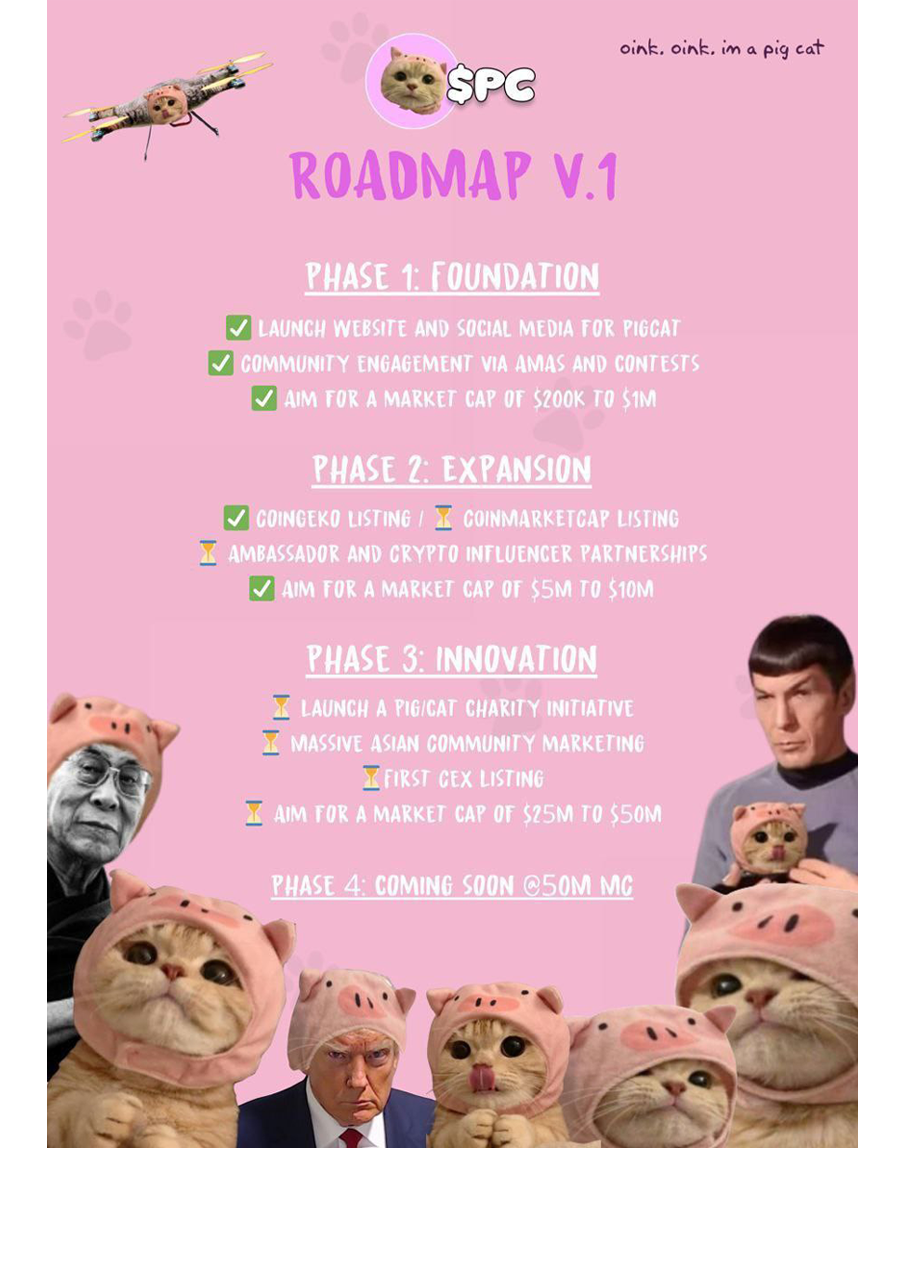 oink. oink. im a pig cat
$PC
ROADMAP V.1
PHASE 1: FOUNDATION
✅ LAUNCH WEBSITE AND SOCIAL MEDIA FOR PIGCAT
✅ COMMUNITY ENGAGEMENT VIA AMAS AND CONTESTS
✅ AIM FOR A MARKET CAP OF $200K TO $1M
PHASE 2: EXPANSION
✅ COINGEKO LISTING / ⏳ COINMARKETCAP LISTING
⏳ AMBASSADOR AND CRYPTO INFLUENCER PARTNERSHIPS
✅ AIM FOR A MARKET CAP OF $5M TO $10M
PHASE 3: INNOVATION
⏳ LAUNCH A PIG/CAT CHARITY INITIATIVE
⏳ MASSIVE ASIAN COMMUNITY MARKETING
⏳FIRST CEX LISTING
⏳ AIM FOR A MARKET CAP OF $25M TO $50M
PHASE 4: COMING SOON @50M MC